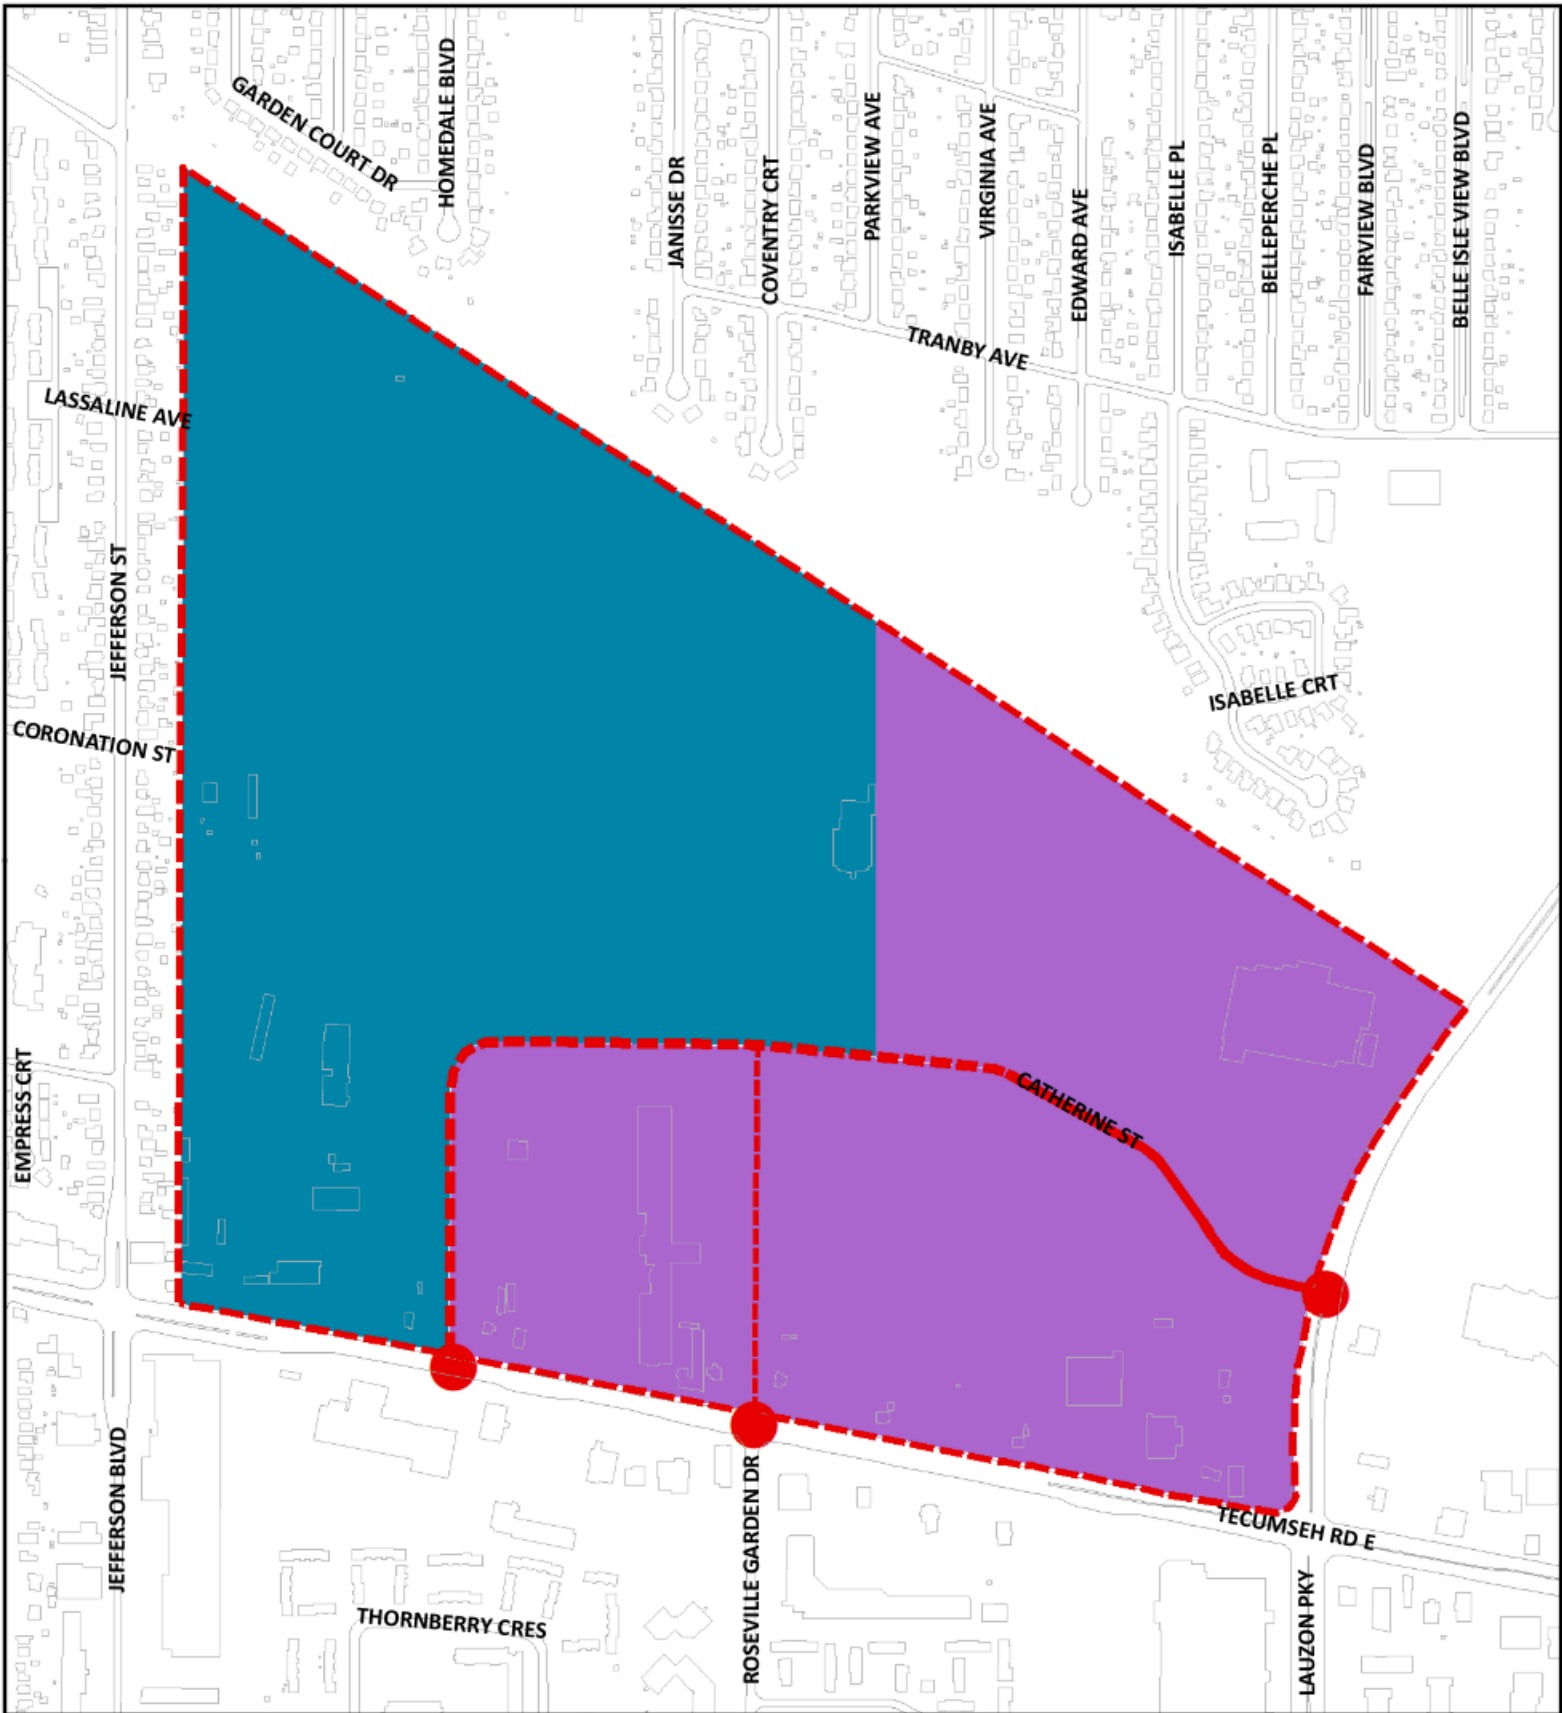 GARDEN COURT DR
HOMEDALE BLVD
JANISSE DR
COVENTRY CRT
PARKVIEW AVE
VIRGINIA AVE
EDWARD AVE
ISABELLE PL
BELLEPERCHE PL
FAIRVIEW BLVD
BELLE ISLE VIEW BLVD
TRANBY AVE
LASSALINE AVE
JEFFERSON ST
ISABELLE CRT
CORONATION ST
EMPRESS CRT
CATHERINE ST
JEFFERSON BLVD
ROSEVILLE GARDEN DR
TECUMSEH RD E
THORNBERRY CRES
LAUZON PKY